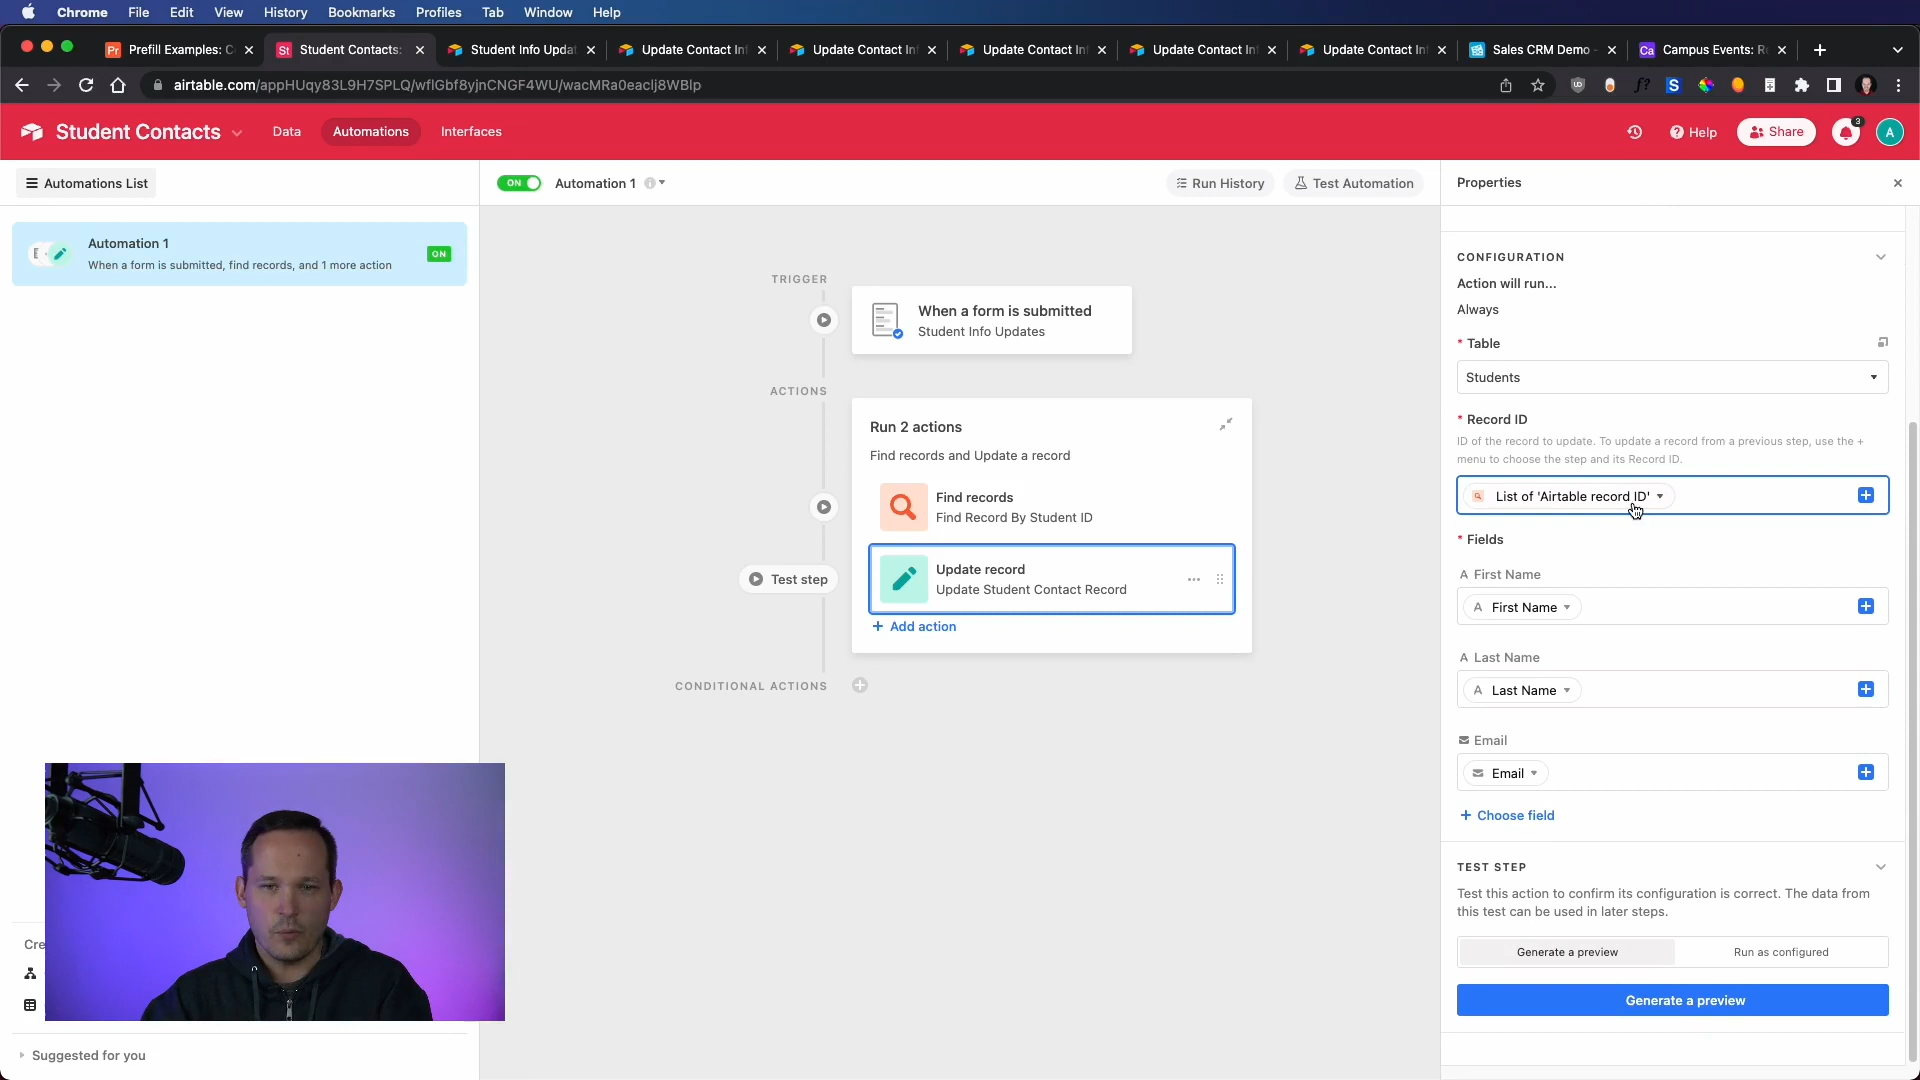 Chrome File Edit View History Bookmarks Profiles Tab Window Help
Pr Prefill Examples: C
St Student Contacts:
Student Info Updat
Update Contact In
Update Contact In
Update Contact In
Update Contact In
Update Contact In
Sales CRM Demo -
Ca Campus Events: R
airtable.com/appHUqy83L9H7SPLQ/wflGbf8yjnCNGF4WU/wacMRa0eaclj8WBlp
Student Contacts Data Automations Interfaces
Help Share 3 A
Automations List
ON Automation 1 Run History Test Automation
Properties
Automation 1
When a form is submitted, find records, and 1 more action
ON
TRIGGER
When a form is submitted
Student Info Updates
ACTIONS
Run 2 actions
Find records and Update a record
Find records
Find Record By Student ID
Test step
Update record
Update Student Contact Record
+ Add action
CONDITIONAL ACTIONS
CONFIGURATION
Action will run...
Always
* Table
Students
* Record ID
ID of the record to update. To update a record from a previous step, use the +
menu to choose the step and its Record ID.
List of 'Airtable record ID'
* Fields
A First Name
A First Name
A Last Name
A Last Name
Email
Email
+ Choose field
TEST STEP
Test this action to confirm its configuration is correct. The data from
this test can be used in later steps.
Generate a preview Run as configured
Generate a preview
Cre
Suggested for you